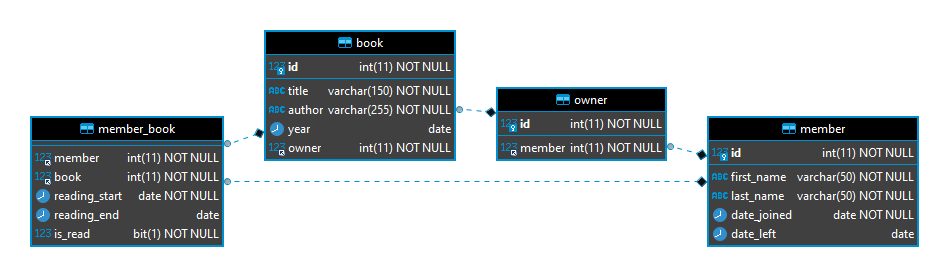 book
id int(11) NOT NULL
title varchar(150) NOT NULL
author varchar(255) NOT NULL
year date
owner int(11) NOT NULL
owner
id int(11) NOT NULL
member int(11) NOT NULL
member_book
member int(11) NOT NULL
book int(11) NOT NULL
reading_start date NOT NULL
reading_end date
is_read bit(1) NOT NULL
member
id int(11) NOT NULL
first_name varchar(50) NOT NULL
last_name varchar(50) NOT NULL
date_joined date NOT NULL
date_left date